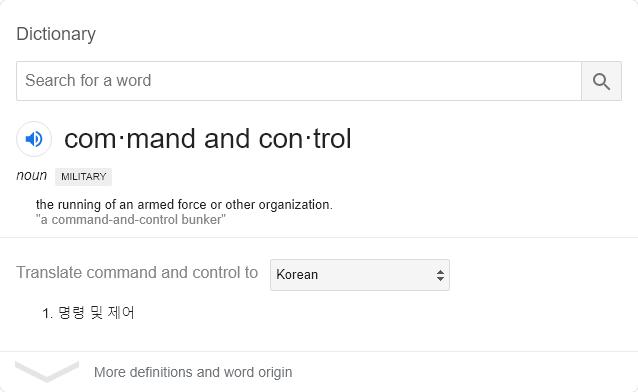 Dictionary
Search for a word
com·mand and con·trol
noun MILITARY
the running of an armed force or other organization.
"a command-and-control bunker"
Translate command and control to Korean
1. 명령 및 제어
More definitions and word origin